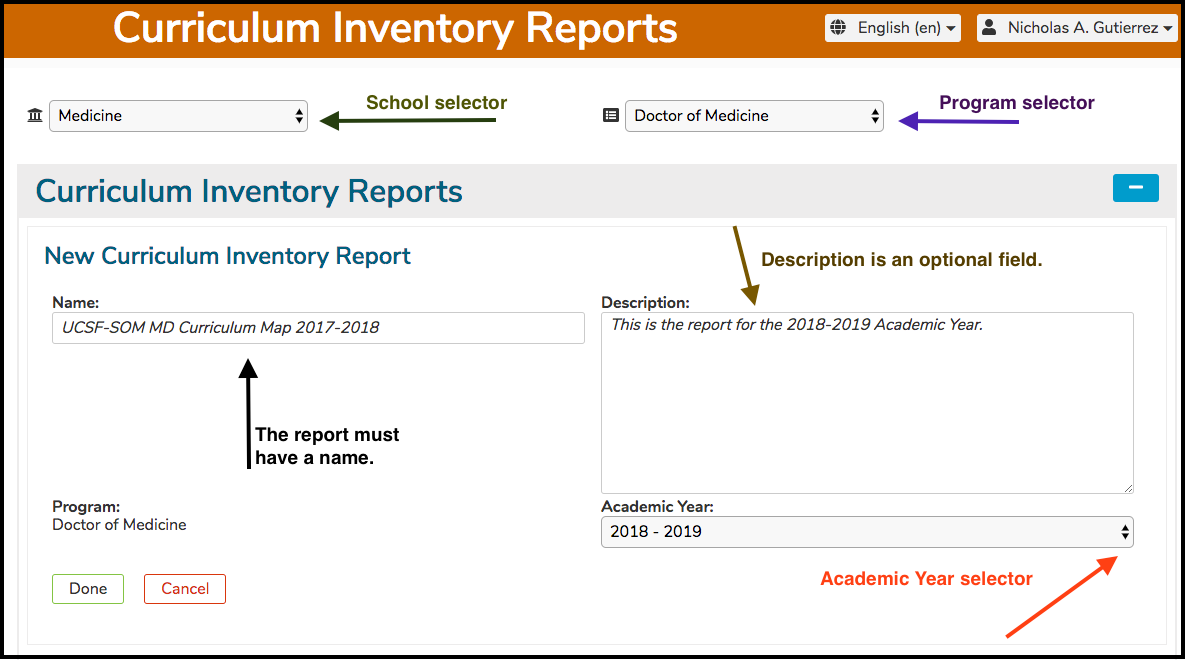 Curriculum Inventory Reports
English (en)
Nicholas A. Gutierrez
Medicine
School selector
Doctor of Medicine
Program selector
Curriculum Inventory Reports
New Curriculum Inventory Report
Description is an optional field.
Name:
UCSF-SOM MD Curriculum Map 2017-2018
Description:
This is the report for the 2018-2019 Academic Year.
The report must
have a name.
Program:
Doctor of Medicine
Academic Year:
2018 - 2019
Academic Year selector
Done
Cancel